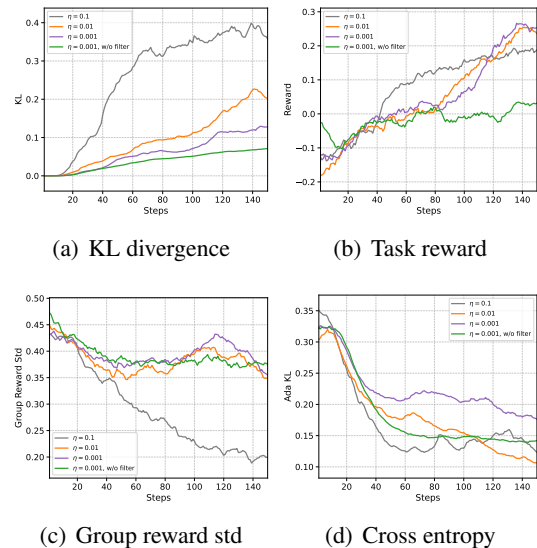 η = 0.1
η = 0.01
η = 0.001
η = 0.001, w/o filter
KL
0.4
0.3
0.2
0.1
0.0
20 40 60 80 100 120 140
Steps
(a) KL divergence
η = 0.1
η = 0.01
η = 0.001
η = 0.001, w/o filter
Reward
0.3
0.2
0.1
0.0
−0.1
−0.2
20 40 60 80 100 120 140
Steps
(b) Task reward
Group Reward Std
0.50
0.45
0.40
0.35
0.30
0.25
0.20
η = 0.1
η = 0.01
η = 0.001
η = 0.001, w/o filter
20 40 60 80 100 120 140
Steps
(c) Group reward std
η = 0.1
η = 0.01
η = 0.001
η = 0.001, w/o filter
Ada KL
0.35
0.30
0.25
0.20
0.15
0.10
20 40 60 80 100 120 140
Steps
(d) Cross entropy